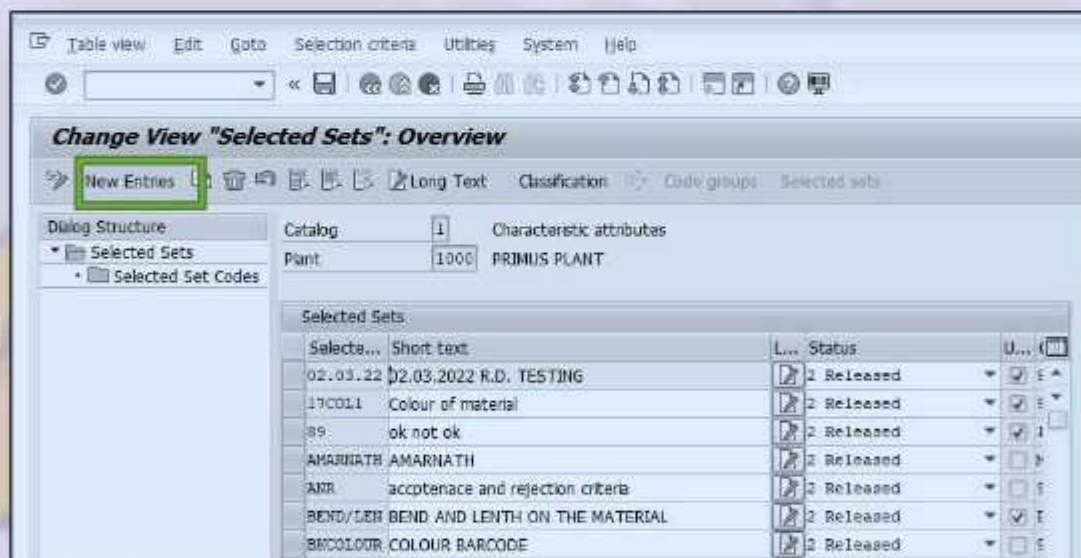 Table view Edit Goto Selection criteria Utilities System Help
Change View "Selected Sets": Overview
New Entries Long Text Classification Code groups Selected sets
Dialog Structure
Selected Sets
Selected Set Codes
Catalog 1 Characteristic attributes
Plant 1000 PRIMUS PLANT
Selected Sets
Selecte... Short text L... Status U...
02.03.22 02.03.2022 R.D. TESTING 2 Released
17COL1 Colour of material 2 Released
89 ok not ok 2 Released
AMARNATH AMARNATH 2 Released
ANR accptenace and rejection criteria 2 Released
BEND/LEN BEND AND LENTH ON THE MATERIAL 2 Released
BNCOLOUR COLOUR BARCODE 2 Released